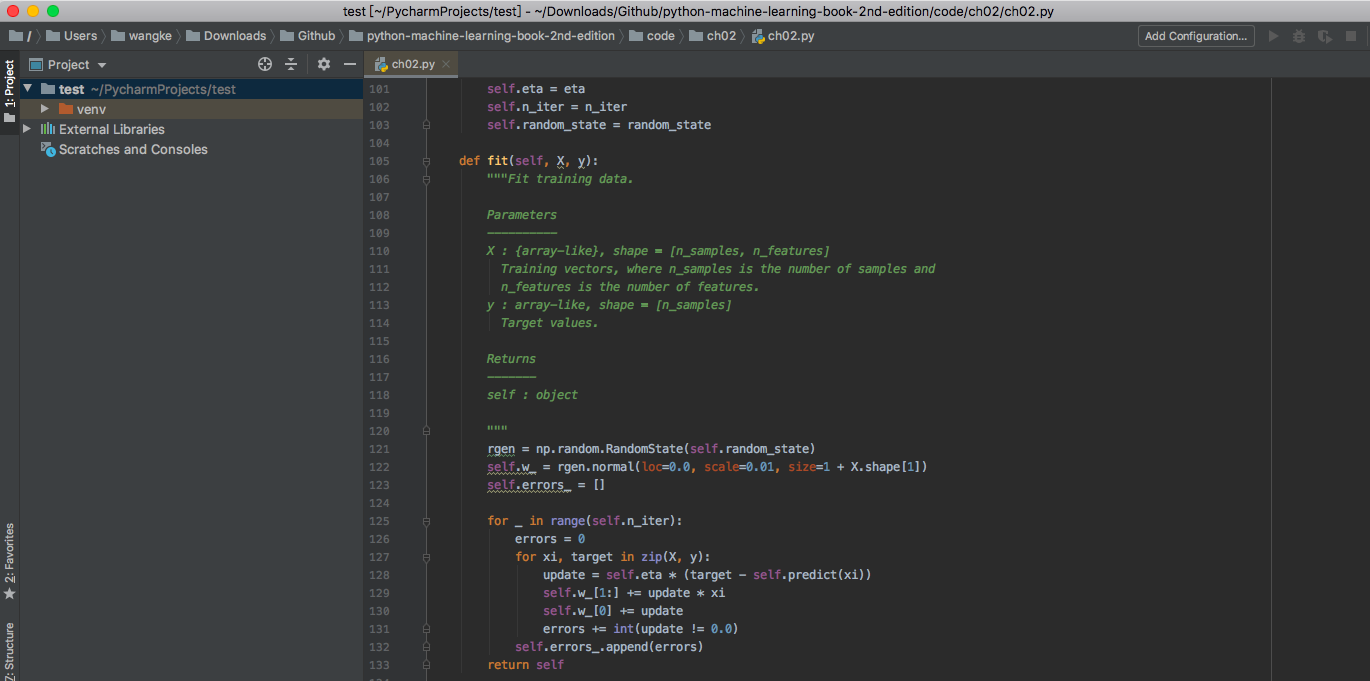 test [~/PycharmProjects/test] - ~/Downloads/Github/python-machine-learning-book-2nd-edition/code/ch02/ch02.py
/ Users wangke Downloads Github python-machine-learning-book-2nd-edition code ch02 ch02.py Add Configuration...
1: Project
Project
test ~/PycharmProjects/test
venv
External Libraries
Scratches and Consoles
2: Favorites
Z: Structure
ch02.py
101 self.eta = eta
102 self.n_iter = n_iter
103 self.random_state = random_state
104
105 def fit(self, X, y):
106 """Fit training data.
107
108 Parameters
109 ----------
110 X : {array-like}, shape = [n_samples, n_features]
111 Training vectors, where n_samples is the number of samples and
112 n_features is the number of features.
113 y : array-like, shape = [n_samples]
114 Target values.
115
116 Returns
117 -------
118 self : object
119
120 """
121 rgen = np.random.RandomState(self.random_state)
122 self.w_ = rgen.normal(loc=0.0, scale=0.01, size=1 + X.shape[1])
123 self.errors_ = []
124
125 for _ in range(self.n_iter):
126 errors = 0
127 for xi, target in zip(X, y):
128 update = self.eta * (target - self.predict(xi))
129 self.w_[1:] += update * xi
130 self.w_[0] += update
131 errors += int(update != 0.0)
132 self.errors_.append(errors)
133 return self